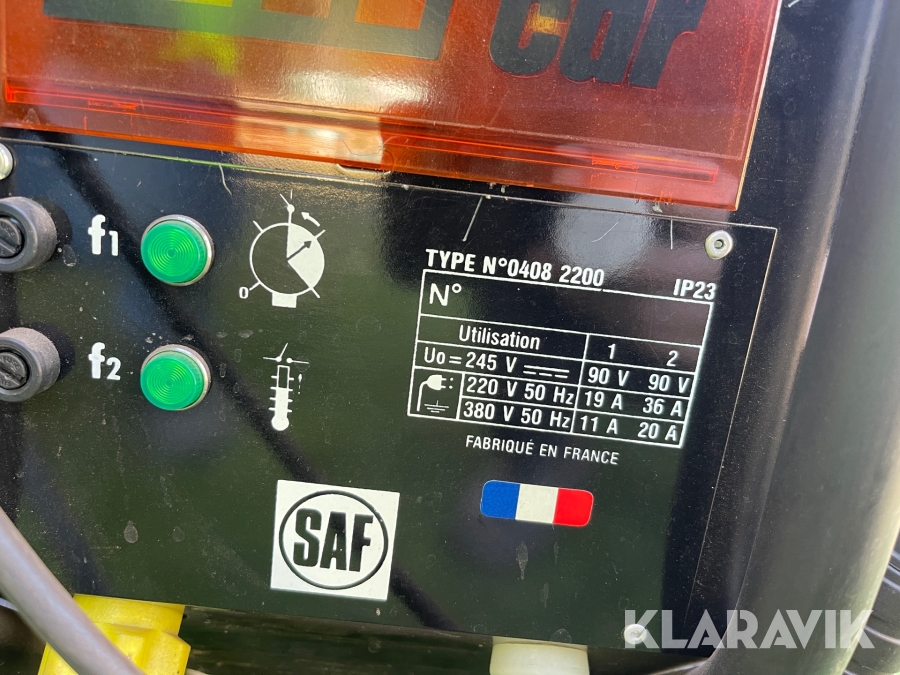 car
f1
0
TYPE N°0408 2200 IP23
N°
Utilisation 1 2
Uo = 245 V 90 V 90 V
220 V 50 Hz 19 A 36 A
380 V 50 Hz 11 A 20 A
f2
FABRIQUÉ EN FRANCE
SAF
KLARAVIK